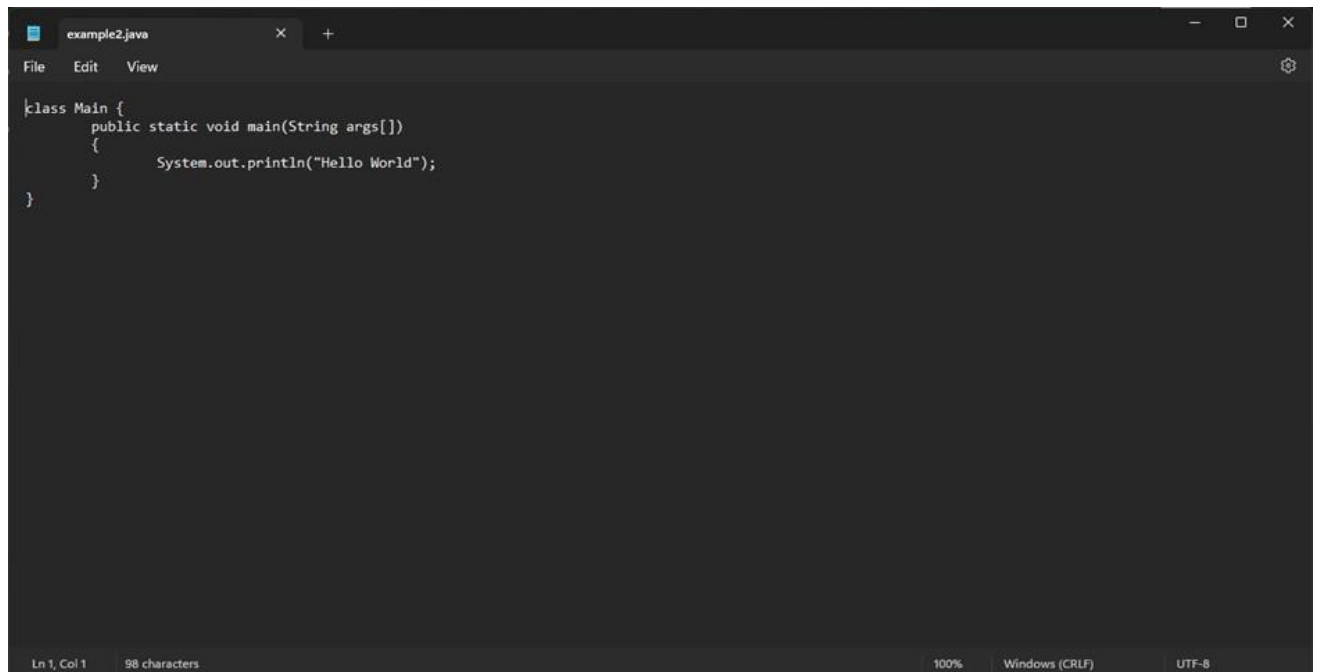 example2.java
File Edit View
class Main {
        public static void main(String args[])
        {
                System.out.println("Hello World");
        }
}
Ln 1, Col 1 98 characters 100% Windows (CRLF) UTF-8